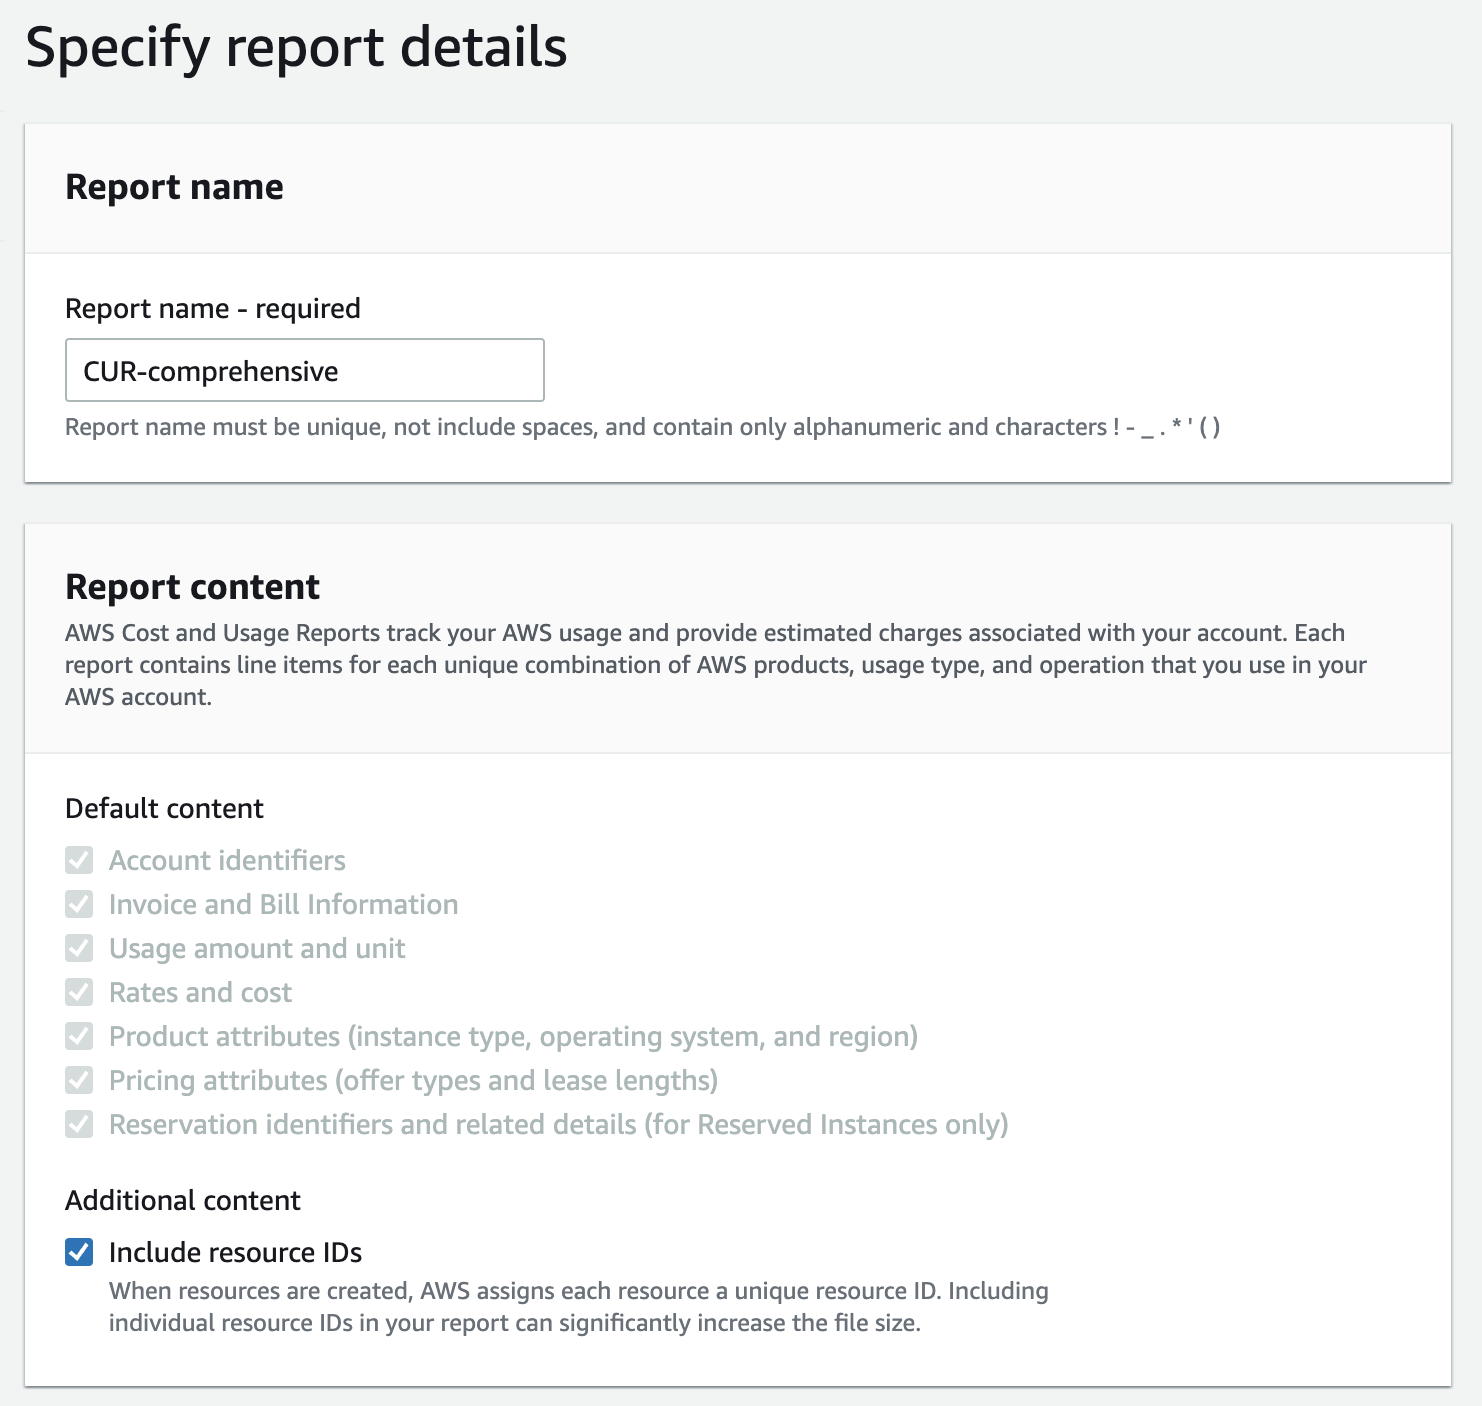 Specify report details
Report name
Report name - required
CUR-comprehensive
Report name must be unique, not include spaces, and contain only alphanumeric and characters ! - _ . * ' ( )
Report content
AWS Cost and Usage Reports track your AWS usage and provide estimated charges associated with your account. Each
report contains line items for each unique combination of AWS products, usage type, and operation that you use in your
AWS account.
Default content
Account identifiers
Invoice and Bill Information
Usage amount and unit
Rates and cost
Product attributes (instance type, operating system, and region)
Pricing attributes (offer types and lease lengths)
Reservation identifiers and related details (for Reserved Instances only)
Additional content
Include resource IDs
When resources are created, AWS assigns each resource a unique resource ID. Including
individual resource IDs in your report can significantly increase the file size.